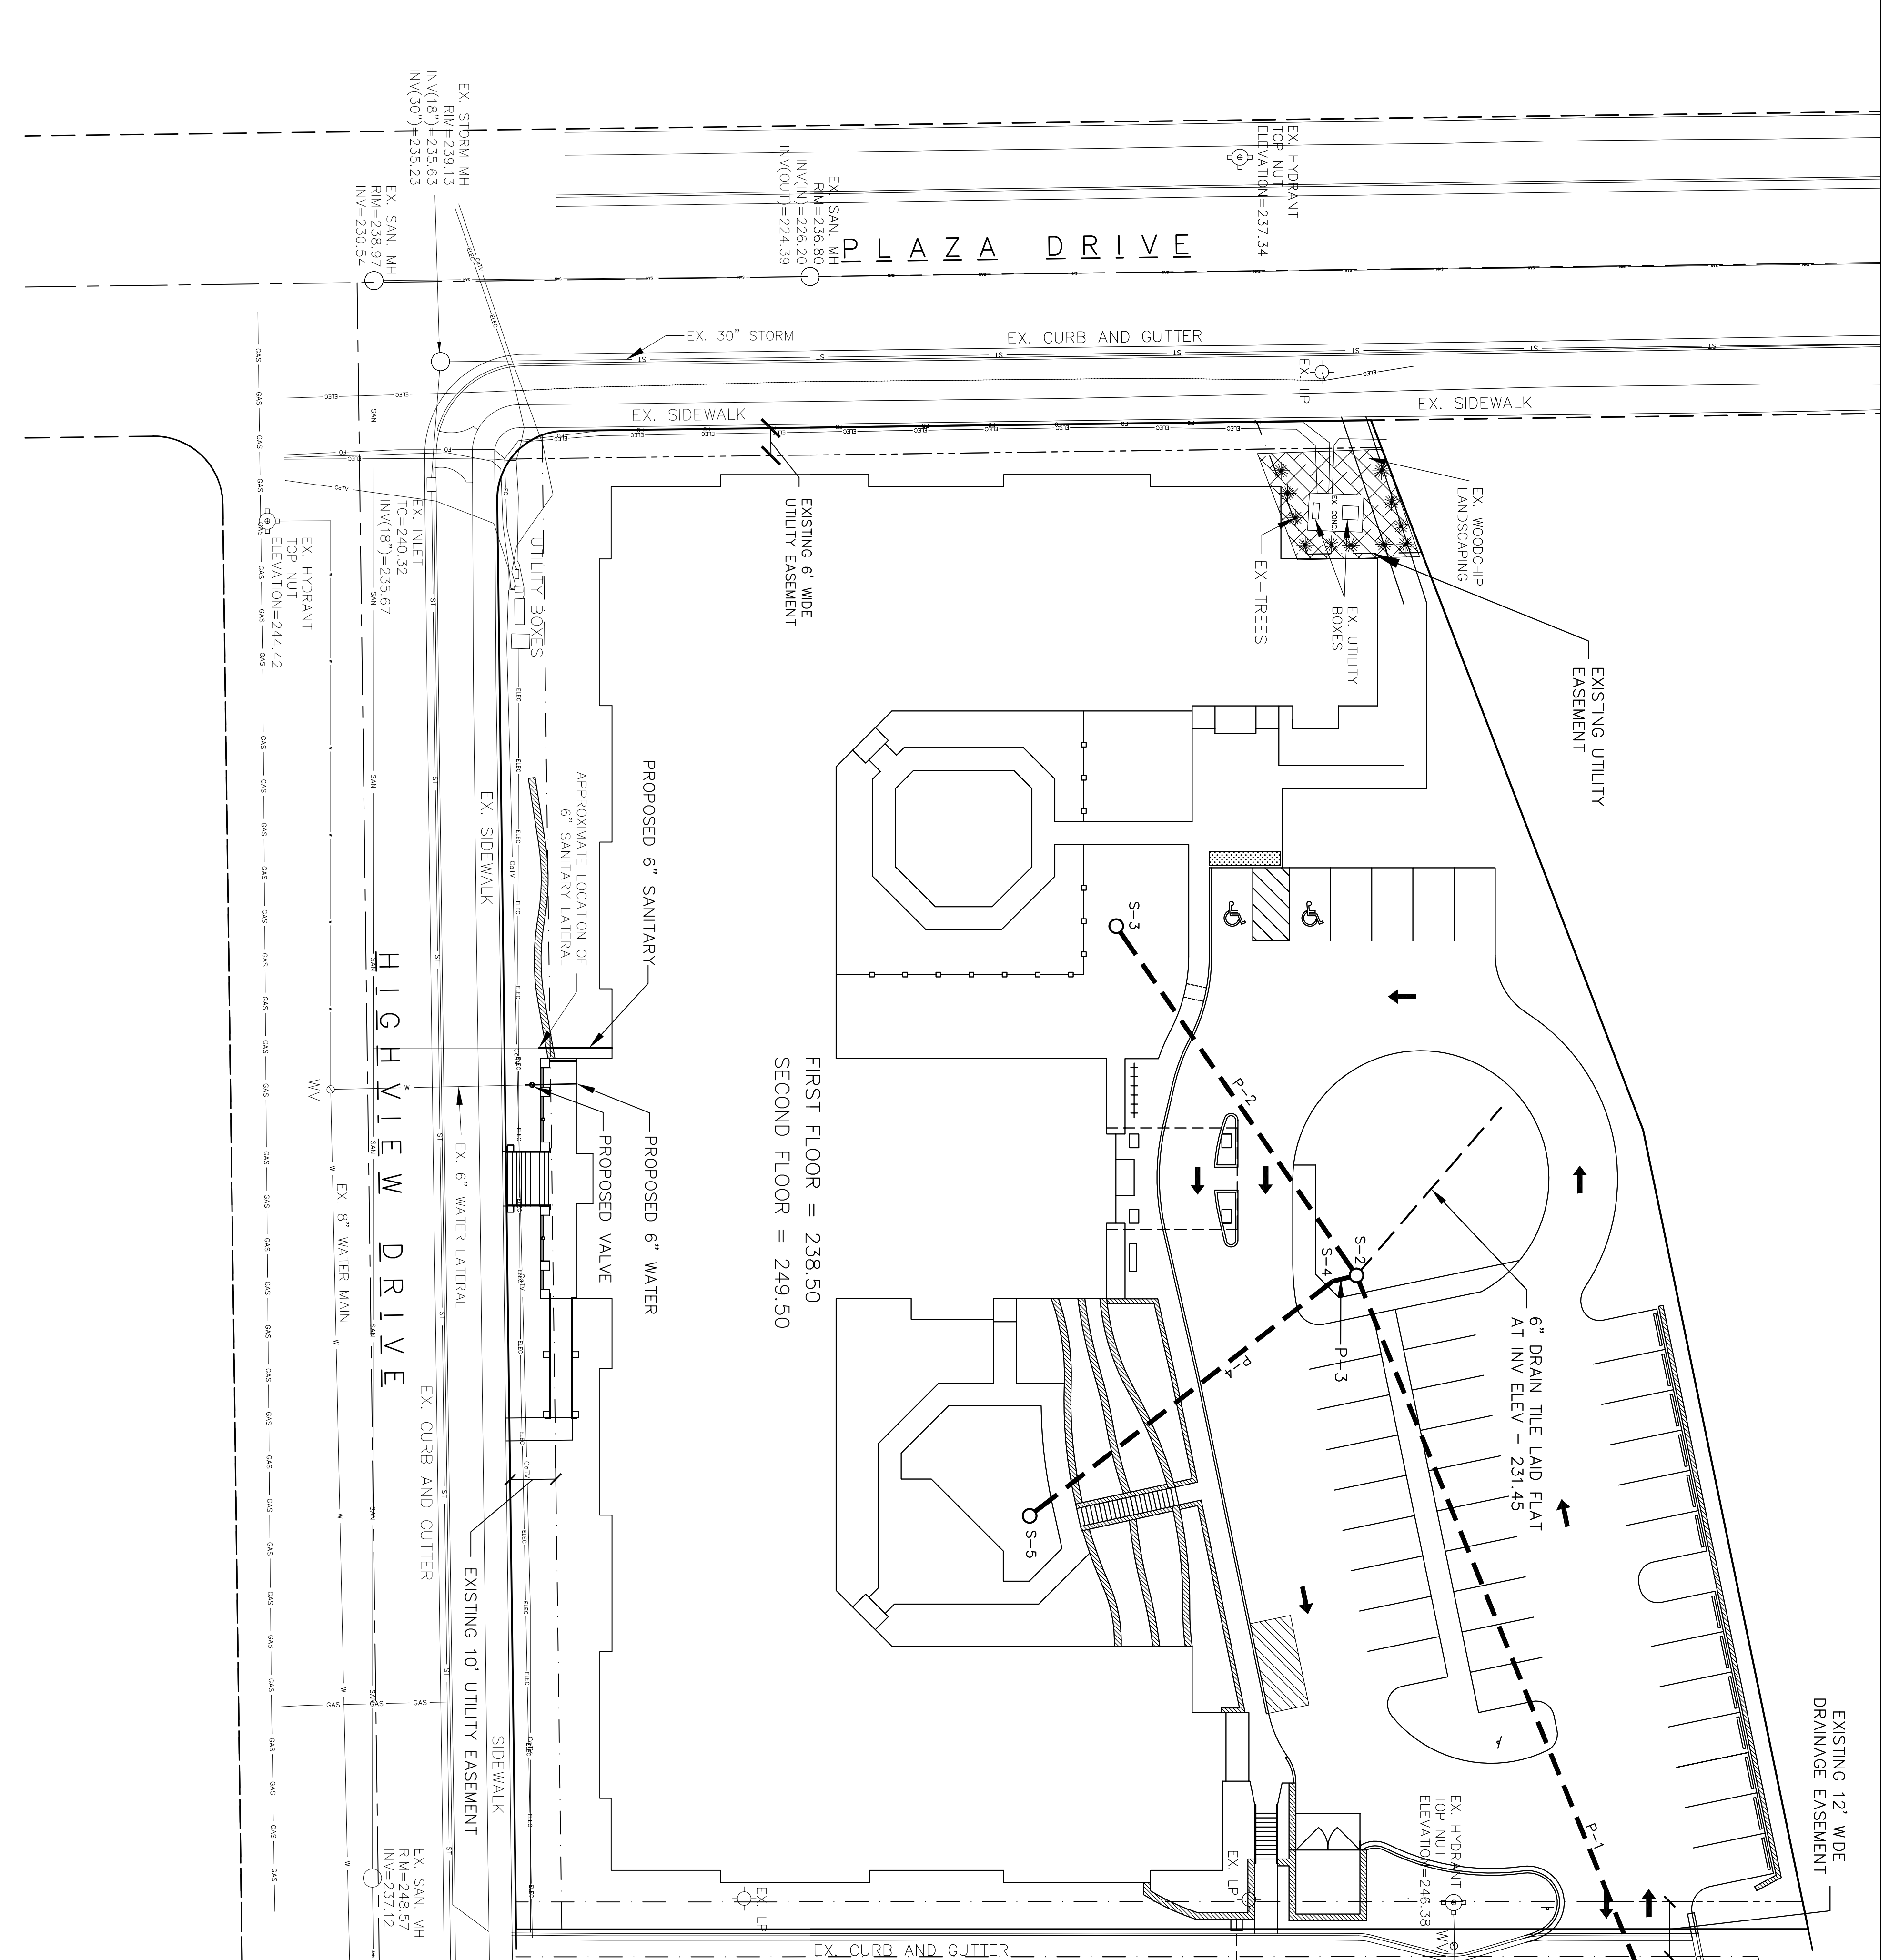 EX. STORM MH
RIM=239.13
INV(18")=235.63
INV(30")=235.23
EX. SAN. MH
RIM=238.97
INV=230.54
EX. SAN. MH
RIM=236.80
INV(IN)=226.20
INV(OUT)=224.39
PLAZA DRIVE
EX. HYDRANT
TOP NUT
ELEVATION=237.34
EX. 30" STORM
EX. CURB AND GUTTER
EX. LP
EX. SIDEWALK
EX. SIDEWALK
EXISTING 6' WIDE
UTILITY EASEMENT
EX. WOODCHIP
LANDSCAPING
EX. CONC.
EX-TREES
EX. UTILITY
BOXES
EXISTING UTILITY
EASEMENT
EX. INLET
TC=240.32
INV(18")=235.67
EX. HYDRANT
TOP NUT
ELEVATION=244.42
UTILITY BOXES
EX. SIDEWALK
APPROXIMATE LOCATION OF
6" SANITARY LATERAL
PROPOSED 6" SANITARY
PROPOSED 6" WATER
PROPOSED VALVE
WV
EX. 6" WATER LATERAL
EX. 8" WATER MAIN
HIGHVIEW DRIVE
FIRST FLOOR = 238.50
SECOND FLOOR = 249.50
S-3
P-2
S-2
S-4
P-3
P-4
S-5
6" DRAIN TILE LAID FLAT
AT INV ELEV = 231.45
P-1
EX. CURB AND GUTTER
EXISTING 10' UTILITY EASEMENT
SIDEWALK
EX. SAN. MH
RIM=248.57
INV=237.12
EX. LP
EX. LP
EX. HYDRANT
TOP NUT
ELEVATION=246.38
WV
EXISTING 12' WIDE
DRAINAGE EASEMENT
EX. CURB AND GUTTER
GAS
SAN
ST
ELEC
CaTV
FO
W